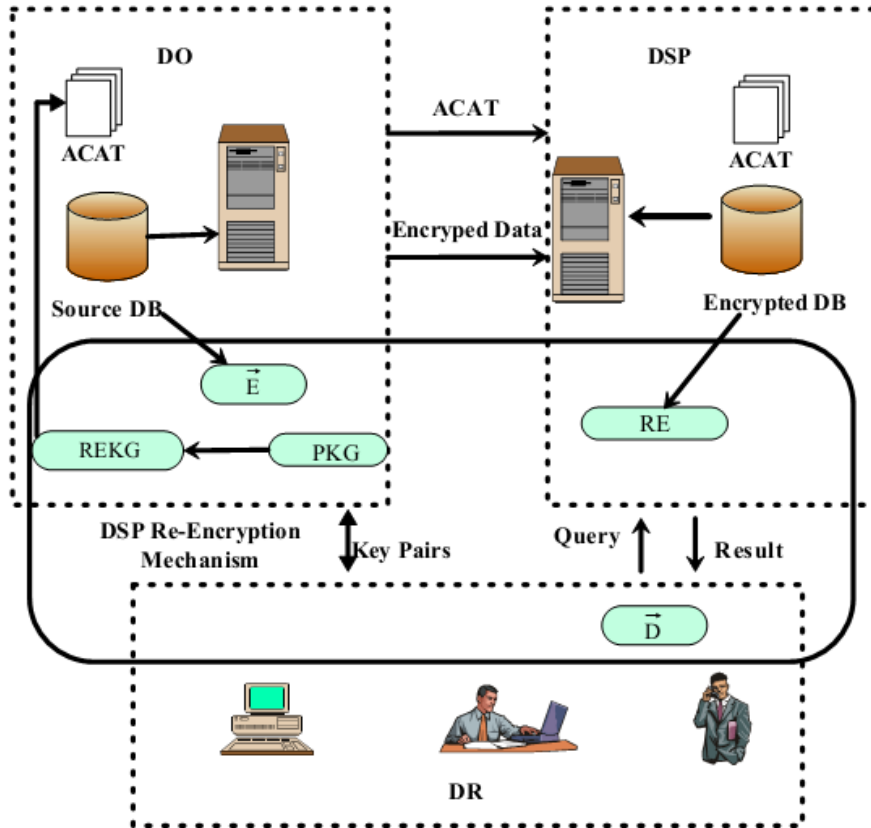 DO
DSP
ACAT
ACAT
ACAT
Encryped Data
Source DB
Encrypted DB
E
RE
REKG
PKG
DSP Re-Encryption
Mechanism
Key Pairs
Query
Result
D
DR